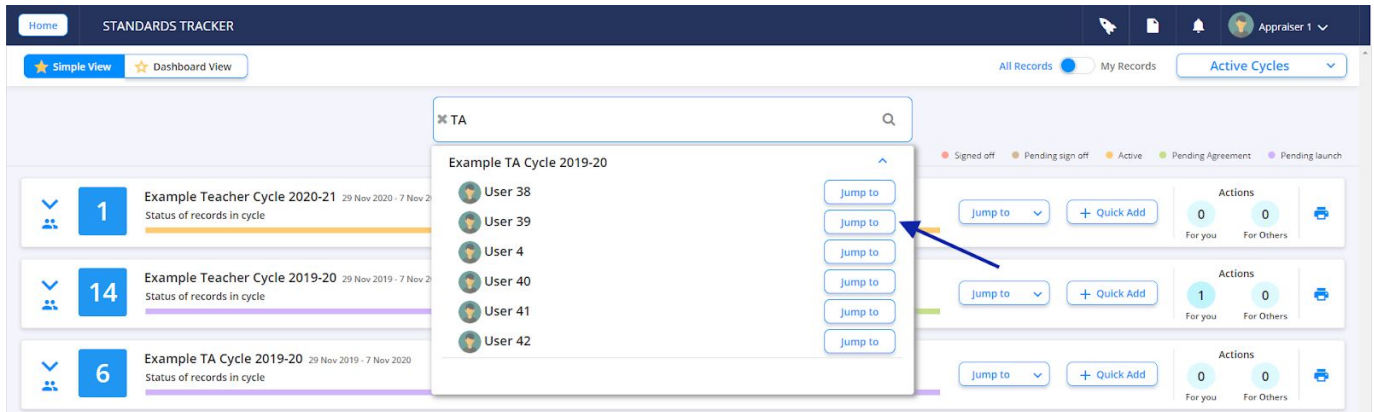 Home STANDARDS TRACKER Appraiser 1
Simple View Dashboard View All Records My Records Active Cycles
TA
Signed off Pending sign off Active Pending Agreement Pending launch
Example TA Cycle 2019-20
User 38 Jump to
User 39 Jump to
User 4 Jump to
User 40 Jump to
User 41 Jump to
User 42 Jump to
1 Example Teacher Cycle 2020-21 29 Nov 2020 - 7 Nov
Status of records in cycle
Jump to + Quick Add
Actions
0 0
For you For Others
14 Example Teacher Cycle 2019-20 29 Nov 2019 - 7 Nov
Status of records in cycle
Jump to + Quick Add
Actions
1 0
For you For Others
6 Example TA Cycle 2019-20 29 Nov 2019 - 7 Nov 2020
Status of records in cycle
Jump to + Quick Add
Actions
0 0
For you For Others